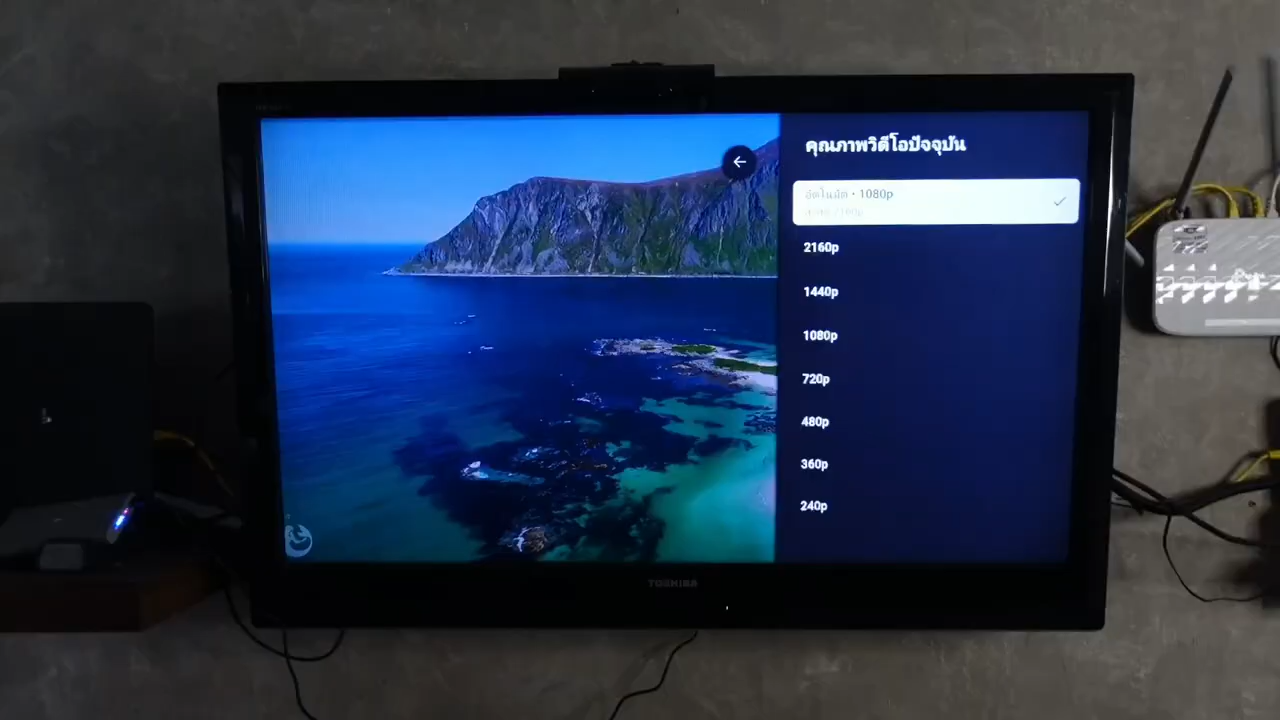 คุณภาพวิดีโอปัจจุบัน
อัตโนมัติ • 1080p
2160p
1440p
1080p
720p
480p
360p
240p
TOSHIBA